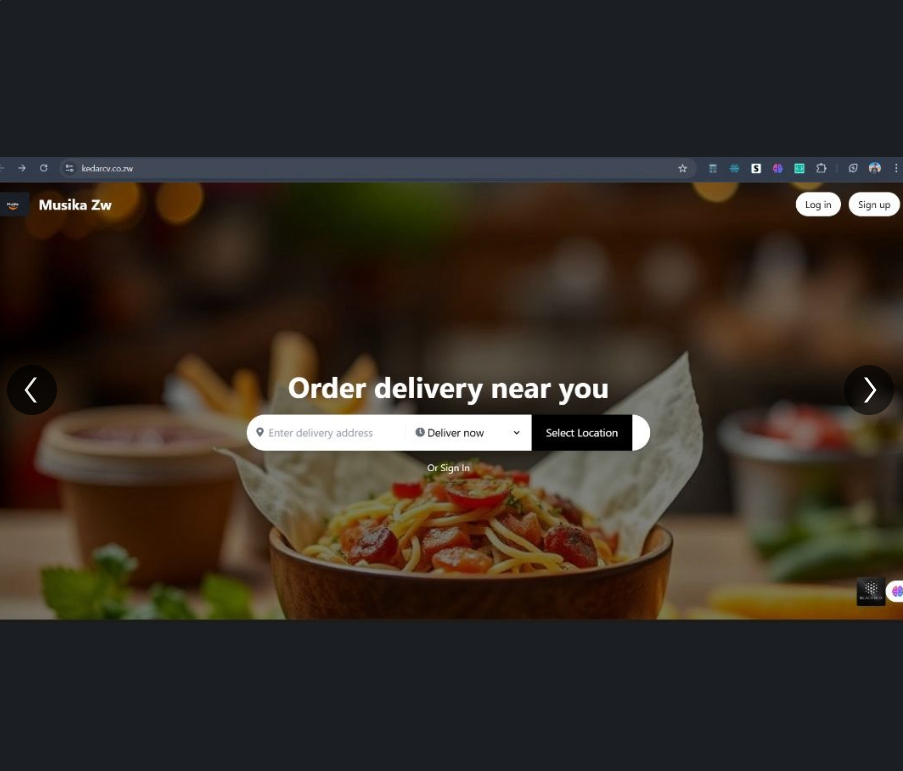 kedarcv.co.zw
Musika Zw
Log in
Sign up
Order delivery near you
Enter delivery address
Deliver now
Select Location
Or Sign In